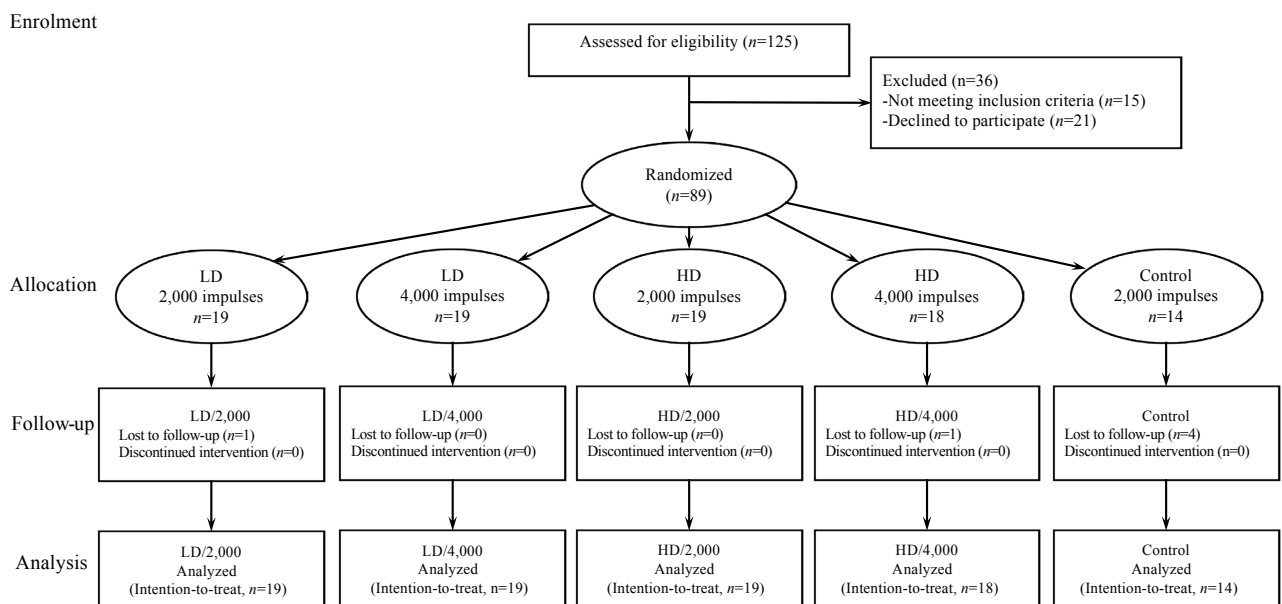 Enrolment
Assessed for eligibility (n=125)
Excluded (n=36)
-Not meeting inclusion criteria (n=15)
-Declined to participate (n=21)
Randomized
(n=89)
Allocation
LD
2,000 impulses
n=19
LD
4,000 impulses
n=19
HD
2,000 impulses
n=19
HD
4,000 impulses
n=18
Control
2,000 impulses
n=14
Follow-up
LD/2,000
Lost to follow-up (n=1)
Discontinued intervention (n=0)
LD/4,000
Lost to follow-up (n=0)
Discontinued intervention (n=0)
HD/2,000
Lost to follow-up (n=0)
Discontinued intervention (n=0)
HD/4,000
Lost to follow-up (n=1)
Discontinued intervention (n=0)
Control
Lost to follow-up (n=4)
Discontinued intervention (n=0)
Analysis
LD/2,000
Analyzed
(Intention-to-treat, n=19)
LD/4,000
Analyzed
(Intention-to-treat, n=19)
HD/2,000
Analyzed
(Intention-to-treat, n=19)
HD/4,000
Analyzed
(Intention-to-treat, n=18)
Control
Analyzed
(Intention-to-treat, n=14)